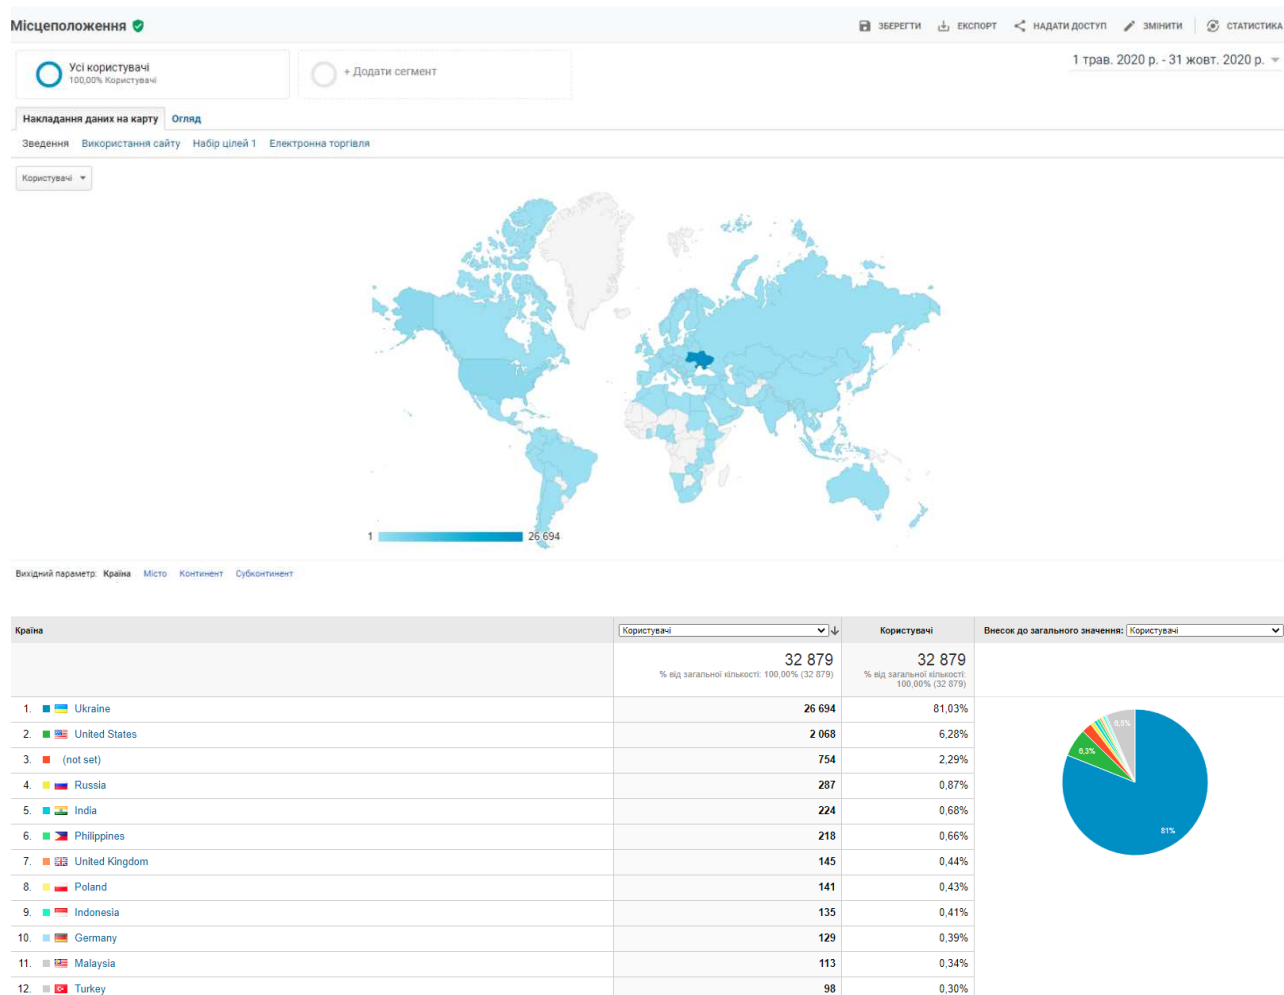 Місцеположення
ЗБЕРЕГТИ ЕКСПОРТ НАДАТИ ДОСТУП ЗМІНИТИ СТАТИСТИКА
Усі користувачі
100,00% Користувачі
+ Додати сегмент
1 трав. 2020 р. - 31 жовт. 2020 р.
Накладання даних на карту Огляд
Зведення Використання сайту Набір цілей 1 Електронна торгівля
Користувачі
1 26 694
Вихідний параметр: Країна Місто Континент Субконтинент
Країна Користувачі Користувачі Внесок до загального значення: Користувачі
32 879 32 879
% від загальної кількості: 100,00% (32 879) % від загальної кількості:
100,00% (32 879)
1. Ukraine 26 694 81,03%
2. United States 2 068 6,28%
3. (not set) 754 2,29%
4. Russia 287 0,87%
5. India 224 0,68%
6. Philippines 218 0,66%
7. United Kingdom 145 0,44%
8. Poland 141 0,43%
9. Indonesia 135 0,41%
10. Germany 129 0,39%
11. Malaysia 113 0,34%
12. Turkey 98 0,30%
6,5%
6,3%
81%